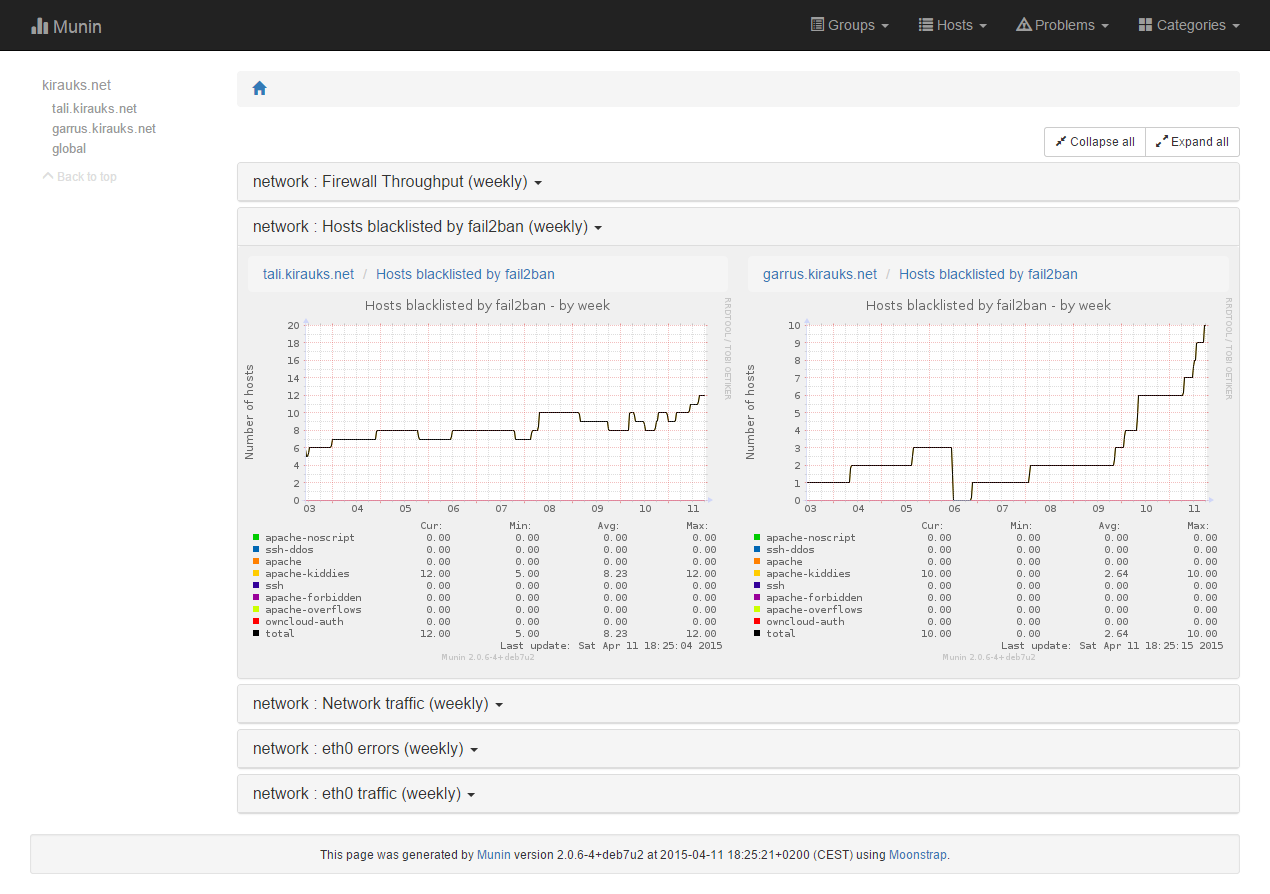 Munin Groups Hosts Problems Categories
kirauks.net
tali.kirauks.net
garrus.kirauks.net
global
Back to top
Collapse all Expand all
network : Firewall Throughput (weekly)
network : Hosts blacklisted by fail2ban (weekly)
tali.kirauks.net / Hosts blacklisted by fail2ban
Hosts blacklisted by fail2ban - by week
RRDTOOL / TOBI OETIKER
Number of hosts
20
18
16
14
12
10
8
6
4
2
0
03 04 05 06 07 08 09 10 11
Cur: Min: Avg: Max:
apache-noscript 0.00 0.00 0.00 0.00
ssh-ddos 0.00 0.00 0.00 0.00
apache 0.00 0.00 0.00 0.00
apache-kiddies 12.00 5.00 8.23 12.00
ssh 0.00 0.00 0.00 0.00
apache-forbidden 0.00 0.00 0.00 0.00
apache-overflows 0.00 0.00 0.00 0.00
owncloud-auth 0.00 0.00 0.00 0.00
total 12.00 5.00 8.23 12.00
Last update: Sat Apr 11 18:25:04 2015
Munin 2.0.6-4+deb7u2
garrus.kirauks.net / Hosts blacklisted by fail2ban
Hosts blacklisted by fail2ban - by week
RRDTOOL / TOBI OETIKER
Number of hosts
10
9
8
7
6
5
4
3
2
1
0
03 04 05 06 07 08 09 10 11
Cur: Min: Avg: Max:
apache-noscript 0.00 0.00 0.00 0.00
ssh-ddos 0.00 0.00 0.00 0.00
apache 0.00 0.00 0.00 0.00
apache-kiddies 10.00 0.00 2.64 10.00
ssh 0.00 0.00 0.00 0.00
apache-forbidden 0.00 0.00 0.00 0.00
apache-overflows 0.00 0.00 0.00 0.00
owncloud-auth 0.00 0.00 0.00 0.00
total 10.00 0.00 2.64 10.00
Last update: Sat Apr 11 18:25:15 2015
Munin 2.0.6-4+deb7u2
network : Network traffic (weekly)
network : eth0 errors (weekly)
network : eth0 traffic (weekly)
This page was generated by Munin version 2.0.6-4+deb7u2 at 2015-04-11 18:25:21+0200 (CEST) using Moonstrap.